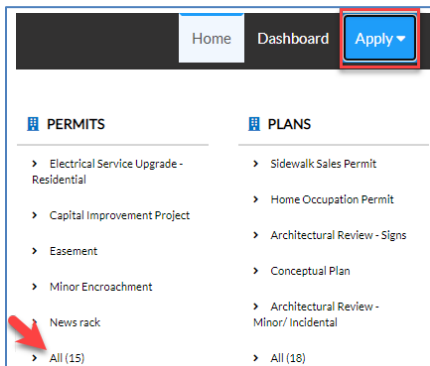 Home Dashboard Apply
PERMITS
Electrical Service Upgrade -
Residential
Capital Improvement Project
Easement
Minor Encroachment
News rack
All (15)
PLANS
Sidewalk Sales Permit
Home Occupation Permit
Architectural Review - Signs
Conceptual Plan
Architectural Review -
Minor/ Incidental
All (18)